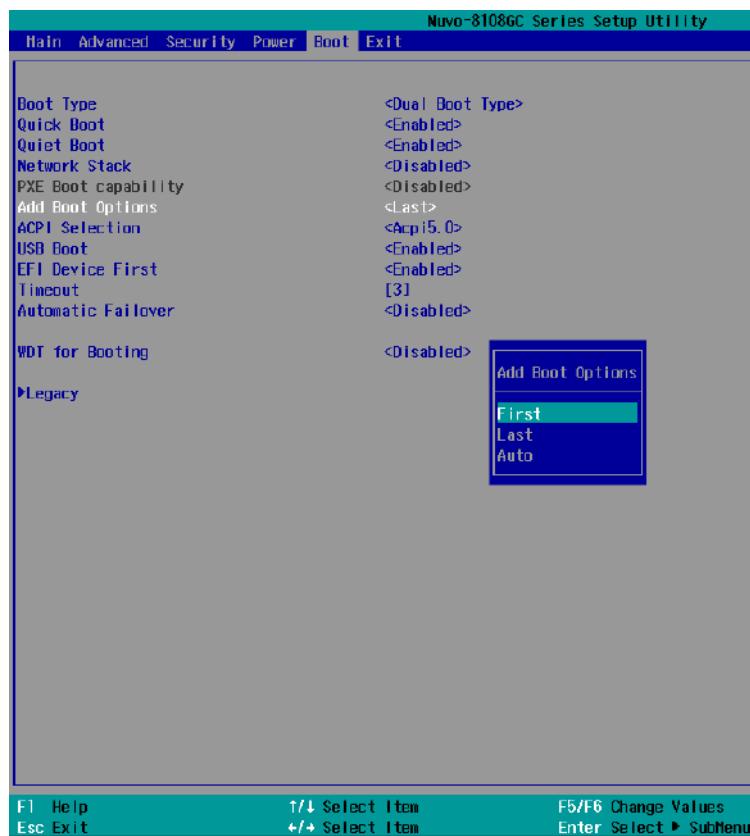 Nuvo-8108GC Series Setup Utility
Main Advanced Security Power Boot Exit
Boot Type <Dual Boot Type>
Quick Boot <Enabled>
Quiet Boot <Enabled>
Network Stack <Disabled>
PXE Boot capability <Disabled>
Add Boot Options <Last>
ACPI Selection <Acpi5.0>
USB Boot <Enabled>
EFI Device First <Enabled>
Timeout [3]
Automatic Failover <Disabled>
WDT for Booting <Disabled>
Add Boot Options
▶Legacy
First
Last
Auto
F1 Help ↑/↓ Select Item F5/F6 Change Values
Esc Exit ←/→ Select Item Enter Select ▶ SubMenu